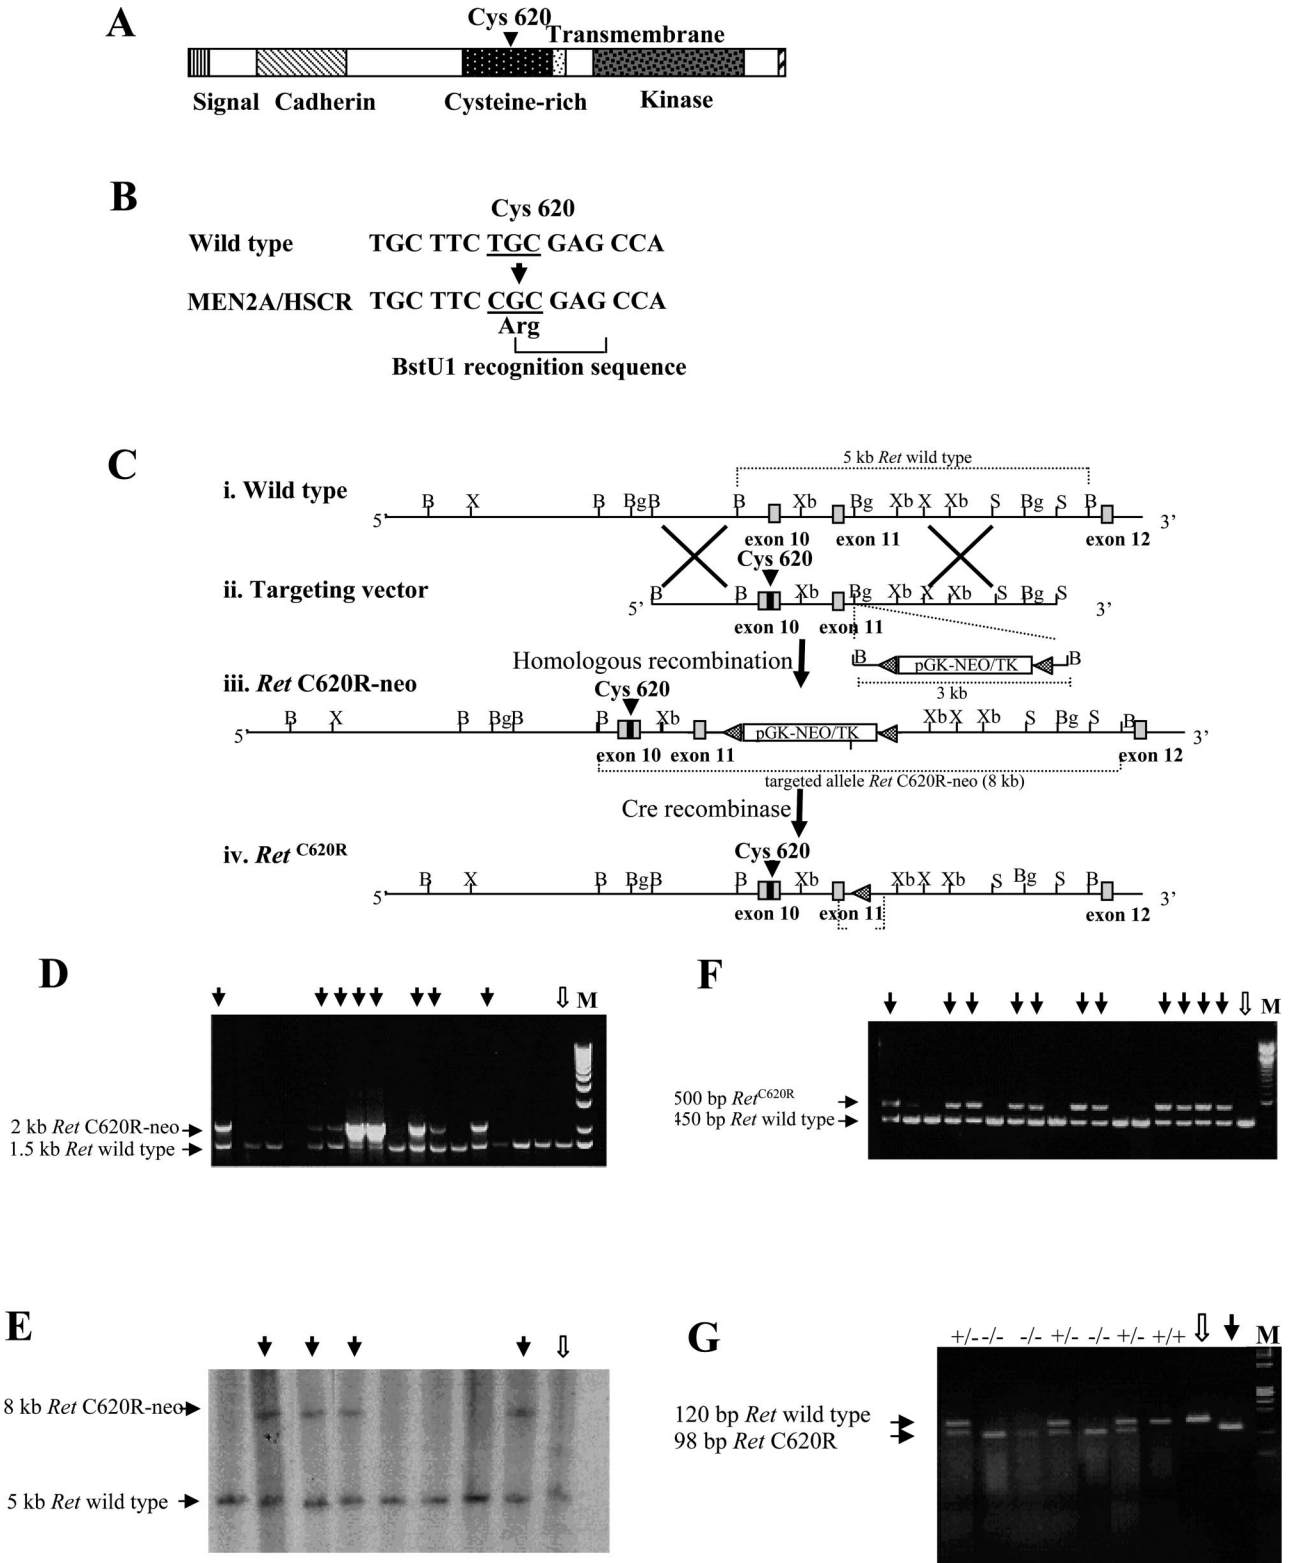 A
Cys 620
Transmembrane
Signal Cadherin Cysteine-rich Kinase
B
Cys 620
Wild type TGC TTC TGC GAG CCA
MEN2A/HSCR TGC TTC CGC GAG CCA
Arg
BstU1 recognition sequence
C
5 kb Ret wild type
i. Wild type
B X B BgB B Xb Bg Xb X Xb S Bg S B
5' 3'
exon 10 exon 11 exon 12
Cys 620
ii. Targeting vector
B B Xb Bg Xb X Xb S Bg S
5' 3'
exon 10 exon 11
Homologous recombination
B pGK-NEO/TK B
3 kb
iii. Ret C620R-neo
Cys 620
B X B BgB B Xb XbX Xb S Bg S B
5' pGK-NEO/TK 3'
exon 10 exon 11 exon 12
targeted allele Ret C620R-neo (8 kb)
Cre recombinase
iv. Ret C620R
Cys 620
B X B BgB B Xb XbX Xb S Bg S B
5' 3'
exon 10 exon 11 exon 12
D
M
2 kb Ret C620R-neo
1.5 kb Ret wild type
F
M
500 bp RetC620R
450 bp Ret wild type
E
8 kb Ret C620R-neo
5 kb Ret wild type
G
+/- -/- -/- +/- -/- +/- +/+ M
120 bp Ret wild type
98 bp Ret C620R